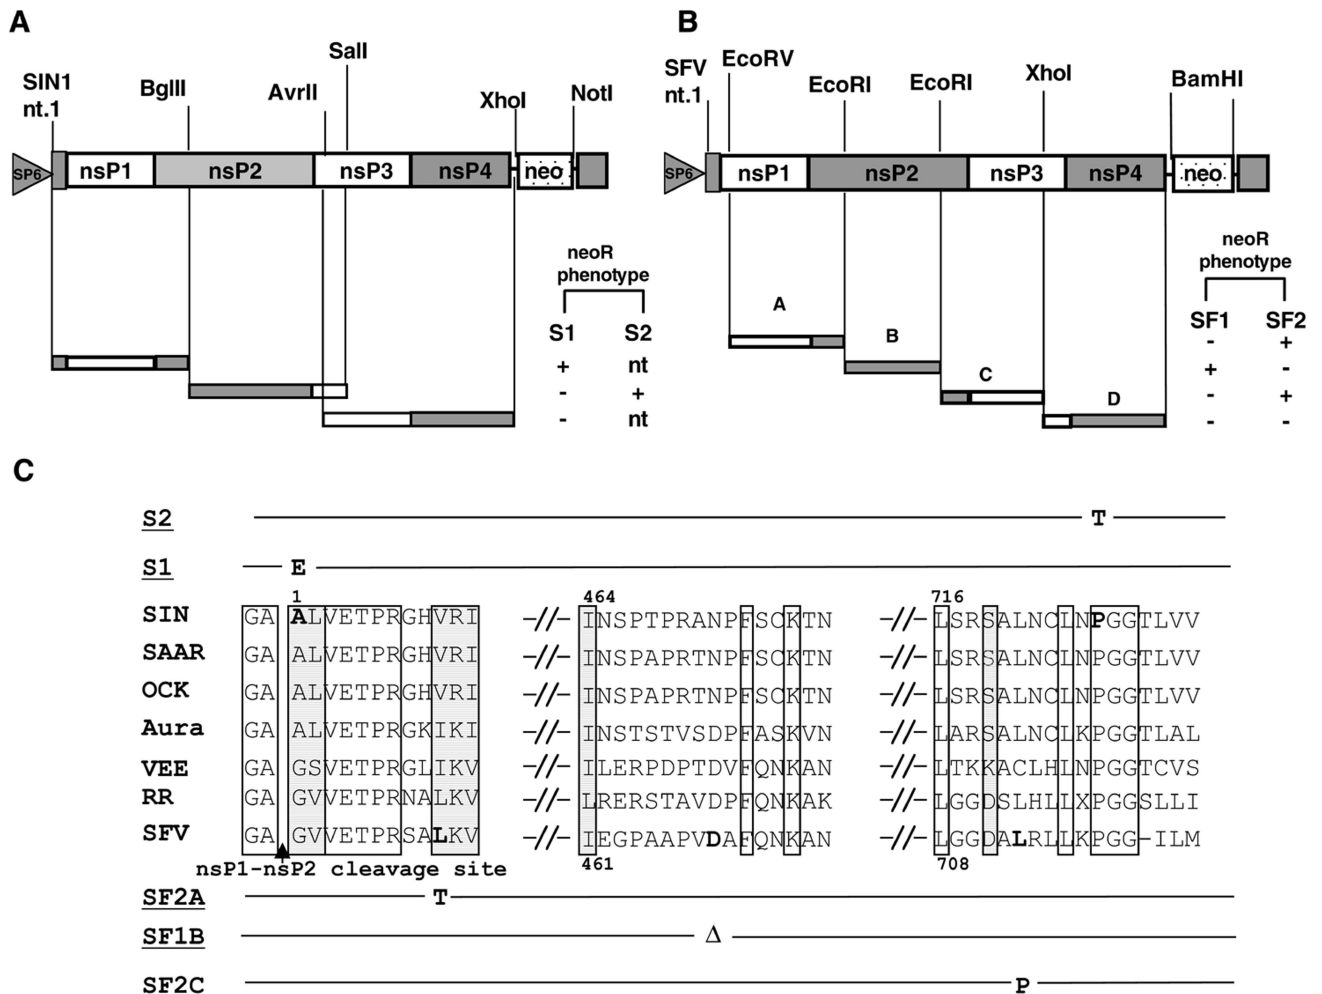 A
SIN1
nt.1
BglII
AvrII
SalI
XhoI
NotI
SP6
nsP1
nsP2
nsP3
nsP4
neo
neoR
phenotype
S1 S2
+ nt
- +
- nt
B
SFV
nt.1
EcoRV
EcoRI
EcoRI
XhoI
BamHI
SP6
nsP1
nsP2
nsP3
nsP4
neo
A
B
C
D
neoR
phenotype
SF1 SF2
- +
+ -
- +
- -
C
S2 T
S1 E
1 464 716
SIN GA ALVETPRGHVRI -//- INSPTPRANPFSCKTN -//- LSRSALNCLNPGGTLVV
SAAR GA ALVETPRGHVRI -//- INSPAPRTNPFSCKTN -//- LSRSALNCLNPGGTLVV
OCK GA ALVETPRGHVRI -//- INSPAPRTNPFSCKTN -//- LSRSALNCLNPGGTLVV
Aura GA ALVETPRGKIKI -//- INSTSTVSDPFASKVN -//- LARSALNCLKPGGTLAL
VEE GA GSVETPRGLIKV -//- ILERPDPTDVFQNKAN -//- LTKKACLHLNPGGTCVS
RR GA GVVETPRNALKV -//- LRERSTAVDPFQNKAK -//- LGGDSLHLLXPGGSLLI
SFV GA GVVETPRSALKV -//- IEGPAAPVDAFQNKAN -//- LGGDALRLLKPGG-ILM
461 708
nsP1-nsP2 cleavage site
SF2A T
SF1B Δ
SF2C P